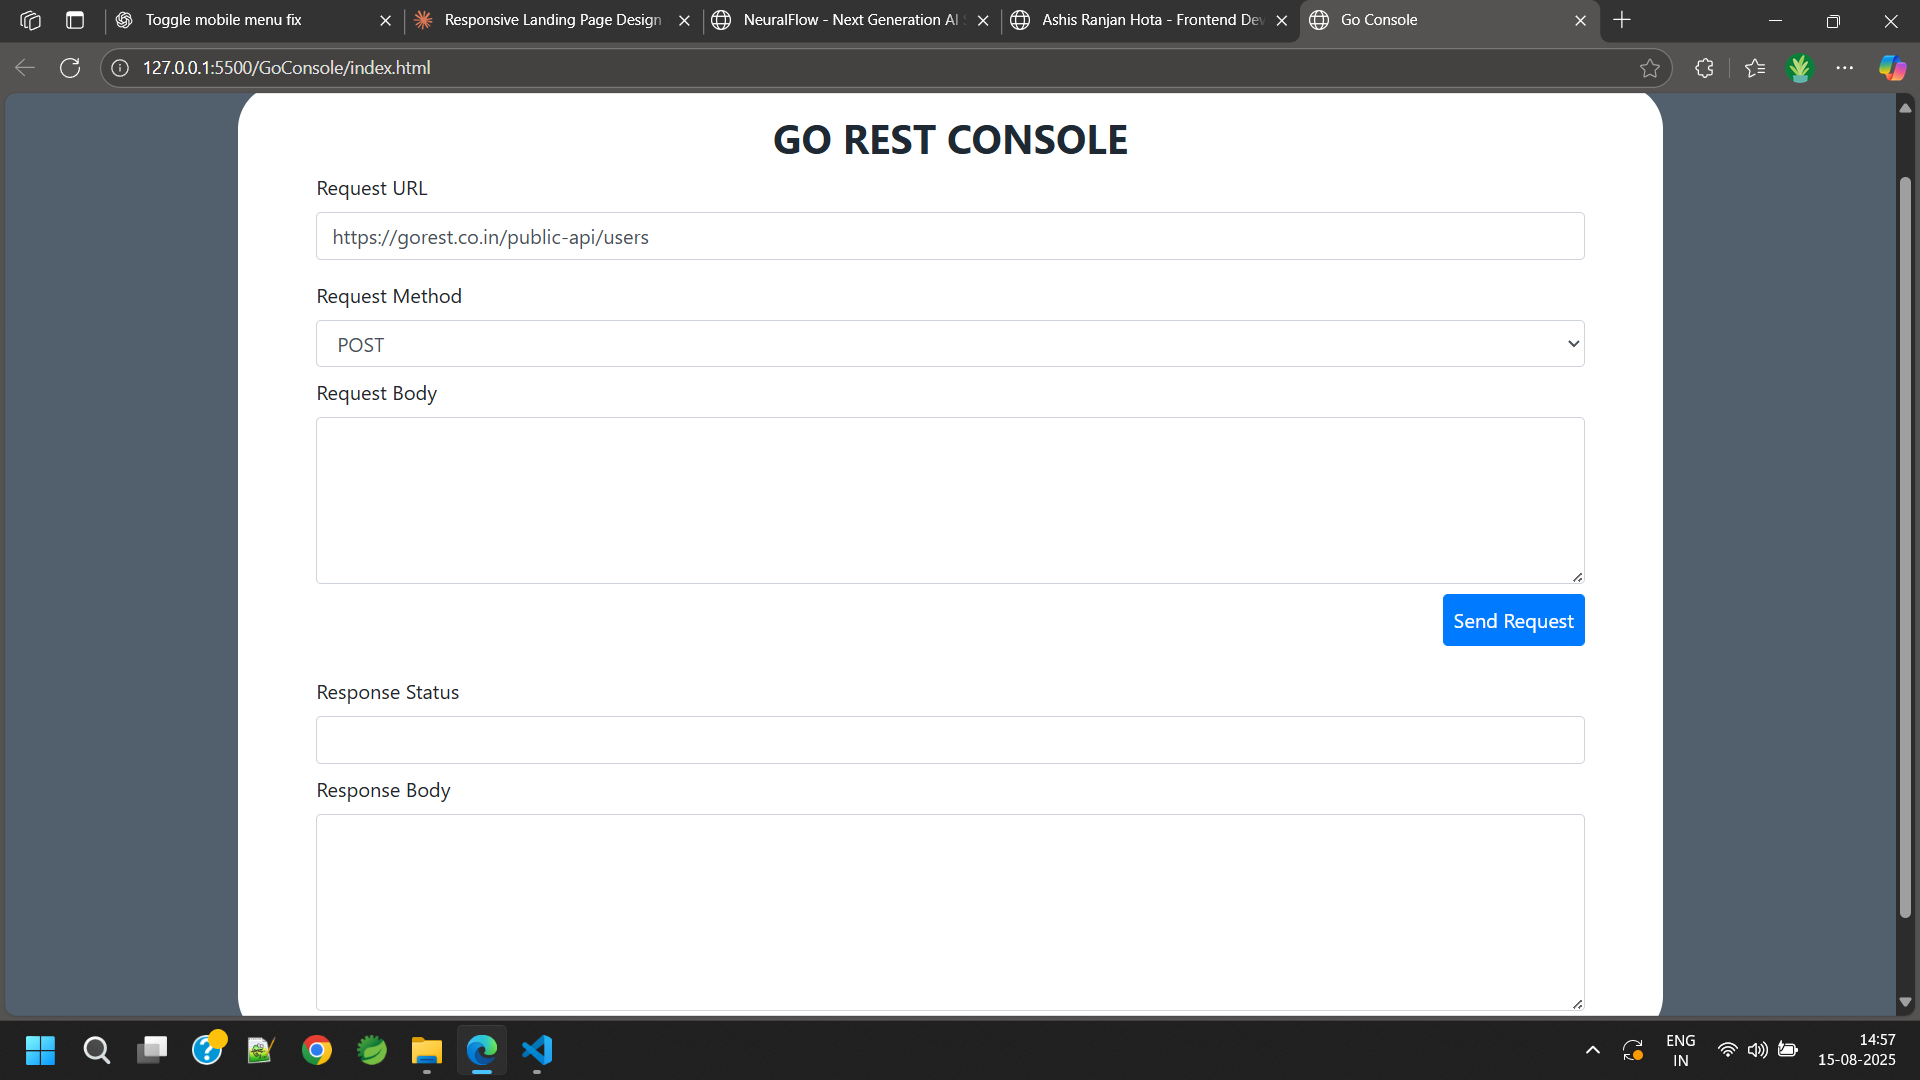 Toggle mobile menu fix
Responsive Landing Page Design
NeuralFlow - Next Generation AI S
Ashis Ranjan Hota - Frontend Dev
Go Console
127.0.0.1:5500/GoConsole/index.html
GO REST CONSOLE
Request URL
https://gorest.co.in/public-api/users
Request Method
POST
Request Body
Send Request
Response Status
Response Body
ENG
IN
14:57
15-08-2025